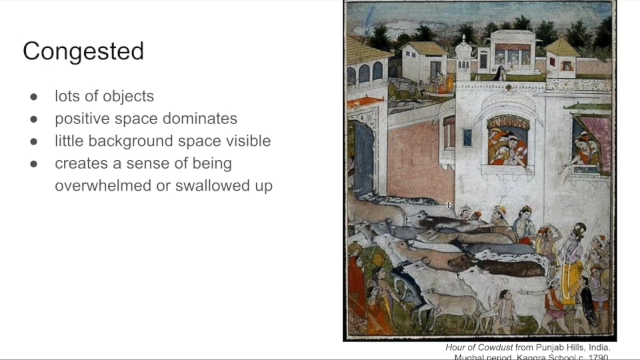 Congested
lots of objects
positive space dominates
little background space visible
creates a sense of being
overwhelmed or swallowed up
Hour of Cowdust from Punjab Hills, India.
Mughal period, Kangra School c. 1790